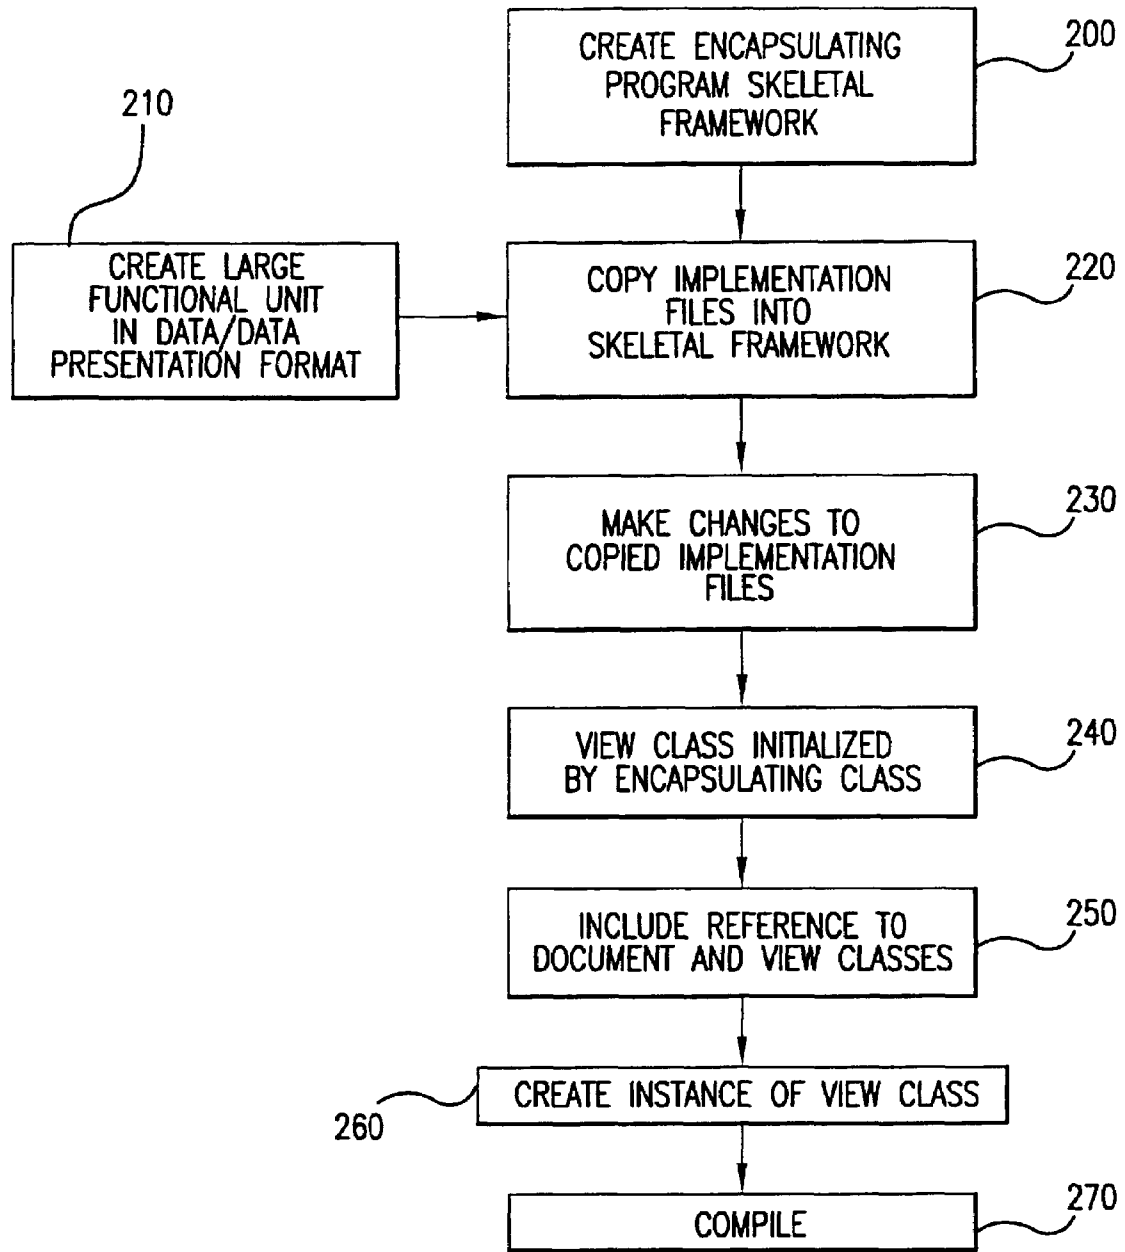 CREATE ENCAPSULATING
PROGRAM SKELETAL
FRAMEWORK
200
210
CREATE LARGE
FUNCTIONAL UNIT
IN DATA/DATA
PRESENTATION FORMAT
COPY IMPLEMENTATION
FILES INTO
SKELETAL FRAMEWORK
220
MAKE CHANGES TO
COPIED IMPLEMENTATION
FILES
230
VIEW CLASS INITIALIZED
BY ENCAPSULATING CLASS
240
INCLUDE REFERENCE TO
DOCUMENT AND VIEW CLASSES
250
CREATE INSTANCE OF VIEW CLASS
260
COMPILE
270